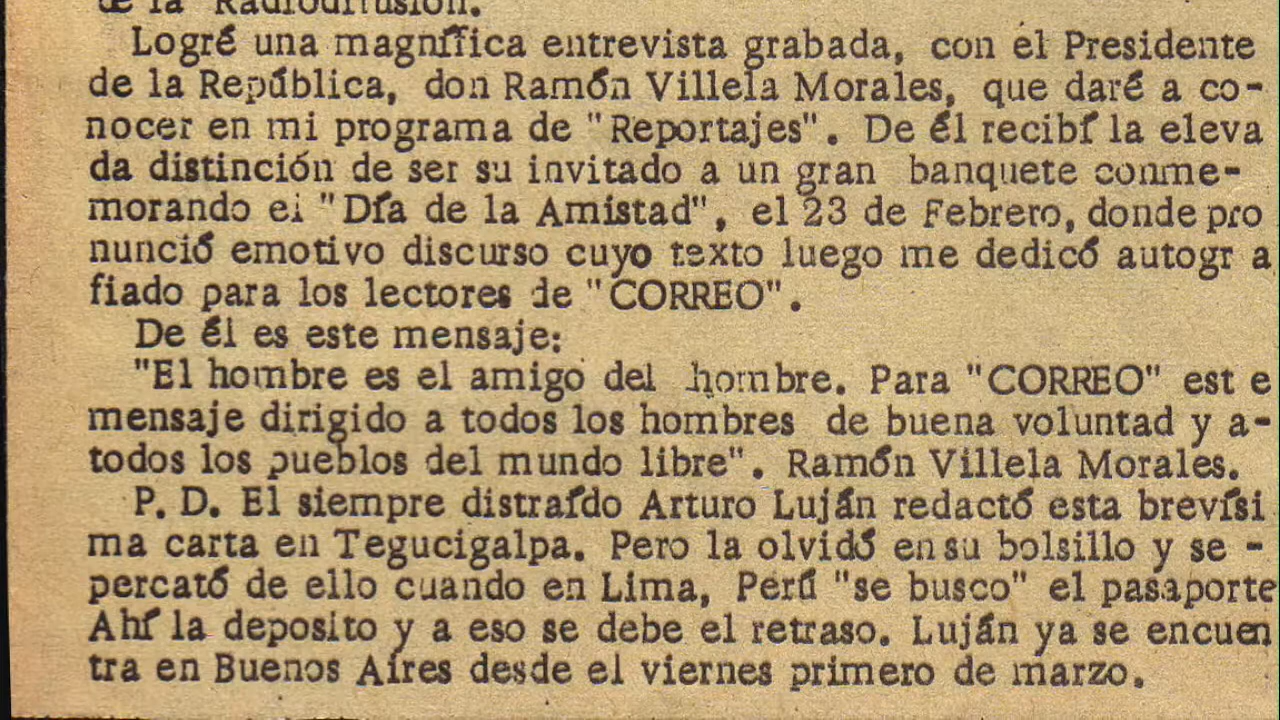 de la Radiodifusión.
Logré una magnífica entrevista grabada, con el Presidente
de la República, don Ramón Villela Morales, que daré a co-
nocer en mi programa de "Reportajes". De él recibí la eleva
da distinción de ser su invitado a un gran banquete conme-
morando el "Día de la Amistad", el 23 de Febrero, donde pro
nunció emotivo discurso cuyo texto luego me dedicó autogr a
fiado para los lectores de "CORREO".
De él es este mensaje:
"El hombre es el amigo del hombre. Para "CORREO" est e
mensaje dirigido a todos los hombres de buena voluntad y a-
todos los pueblos del mundo libre". Ramón Villela Morales.
P. D. El siempre distraído Arturo Luján redactó esta brevísi
ma carta en Tegucigalpa. Pero la olvidó en su bolsillo y se -
percató de ello cuando en Lima, Perú "se busco" el pasaporte
Ahí la deposito y a eso se debe el retraso. Luján ya se encuen
tra en Buenos Aires desde el viernes primero de marzo.